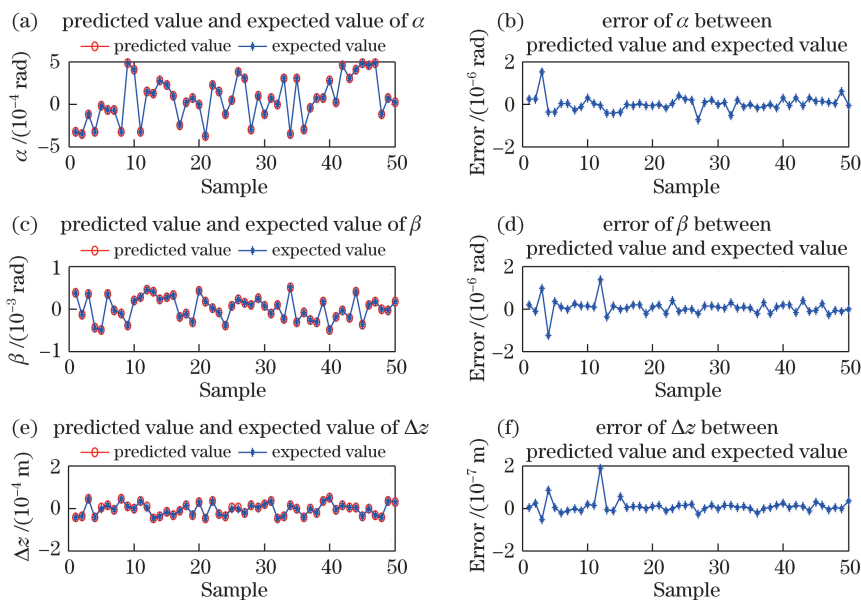 (a) predicted value and expected value of α
predicted value expected value
α /(10⁻⁴ rad)
5
0
−5
0 10 20 30 40 50
Sample
(b) error of α between
predicted value and expected value
Error /(10⁻⁶ rad)
2
0
−2
0 10 20 30 40 50
Sample
(c) predicted value and expected value of β
predicted value expected value
β /(10⁻³ rad)
1
0
−1
0 10 20 30 40 50
Sample
(d) error of β between
predicted value and expected value
Error /(10⁻⁶ rad)
2
0
−2
0 10 20 30 40 50
Sample
(e) predicted value and expected value of Δz
predicted value expected value
Δz /(10⁻⁴ m)
2
0
−2
0 10 20 30 40 50
Sample
(f) error of Δz between
predicted value and expected value
Error /(10⁻⁷ m)
2
0
−2
0 10 20 30 40 50
Sample